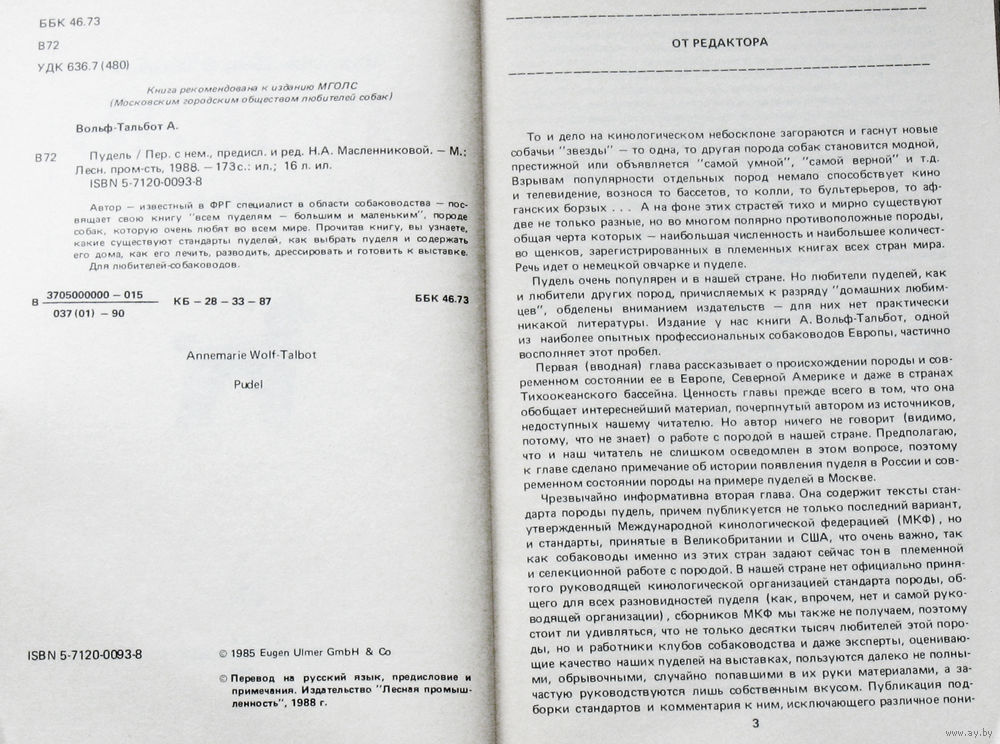 ББК 46.73
В72
УДК 636.7 (480)
Книга рекомендована к изданию МГОЛС
(Московским городским обществом любителей собак)
Вольф-Тальбот А.
В72 Пудель / Пер. с нем., предисл. и ред. Н.А. Масленниковой. — М.:
Лесн. пром-сть, 1988. — 173с.: ил.; 16 л. ил.
ISBN 5-7120-0093-8
Автор — известный в ФРГ специалист в области собаководства — пос-
вящает свою книгу "всем пуделям — большим и маленьким", породе
собак, которую очень любят во всем мире. Прочитав книгу, вы узнаете,
какие существуют стандарты пуделей, как выбрать пуделя и содержать
его дома, как его лечить, разводить, дрессировать и готовить к выставке.
Для любителей-собаководов.
В 3705000000 — 015
037 (01) — 90
КБ — 28 — 33 — 87
ББК 46.73
Annemarie Wolf-Talbot
Pudel
ISBN 5-7120-0093-8
© 1985 Eugen Ulmer GmbH & Co
© Перевод на русский язык, предисловие и
примечания. Издательство "Лесная промыш-
ленность", 1988 г.
ОТ РЕДАКТОРА
То и дело на кинологическом небосклоне загораются и гаснут новые
собачьи "звезды" — то одна, то другая порода собак становится модной,
престижной или объявляется "самой умной", "самой верной" и т.д.
Взрывам популярности отдельных пород немало способствует кино
и телевидение, вознося то бассетов, то колли, то бультерьеров, то аф-
ганских борзых . . . А на фоне этих страстей тихо и мирно существуют
две не только разные, но во многом полярно противоположные породы,
общая черта которых — наибольшая численность и наибольшее количест-
во щенков, зарегистрированных в племенных книгах всех стран мира.
Речь идет о немецкой овчарке и пуделе.
Пудель очень популярен и в нашей стране. Но любители пуделей, как
и любители других пород, причисляемых к разряду "домашних любим-
цев", обделены вниманием издательств — для них нет практически
никакой литературы. Издание у нас книги А. Вольф-Тальбот, одной
из наиболее опытных профессиональных собаководов Европы, частично
восполняет этот пробел.
Первая (вводная) глава рассказывает о происхождении породы и сов-
ременном состоянии ее в Европе, Северной Америке и даже в странах
Тихоокеанского бассейна. Ценность главы прежде всего в том, что она
обобщает интереснейший материал, почерпнутый автором из источников,
недоступных нашему читателю. Но автор ничего не говорит (видимо,
потому, что не знает) о работе с породой в нашей стране. Предполагаю,
что и наш читатель не слишком осведомлен в этом вопросе, поэтому
к главе сделано примечание об истории появления пуделя в России и сов-
ременном состоянии породы на примере пуделей в Москве.
Чрезвычайно информативна вторая глава. Она содержит тексты стан-
дарта породы пудель, причем публикуется не только последний вариант,
утвержденный Международной кинологической федерацией (МКФ), но
и стандарты, принятые в Великобритании и США, что очень важно, так
как собаководы именно из этих стран задают сейчас тон в племенной
и селекционной работе с породой. В нашей стране нет официально приня-
того руководящей кинологической организацией стандарта породы, об-
щего для всех разновидностей пуделя (как, впрочем, нет и самой руко-
водящей организации), сборников МКФ мы также не получаем, поэтому
стоит ли удивляться, что не только десятки тысяч любителей этой поро-
ды, но и работники клубов собаководства и даже эксперты, оцениваю-
щие качество наших пуделей на выставках, пользуются далеко не полны-
ми, обрывочными, случайно попавшими в их руки материалами, а за-
частую руководствуются лишь собственным вкусом. Публикация под-
борки стандартов и комментария к ним, исключающего различное пони-
3
www.ay.by